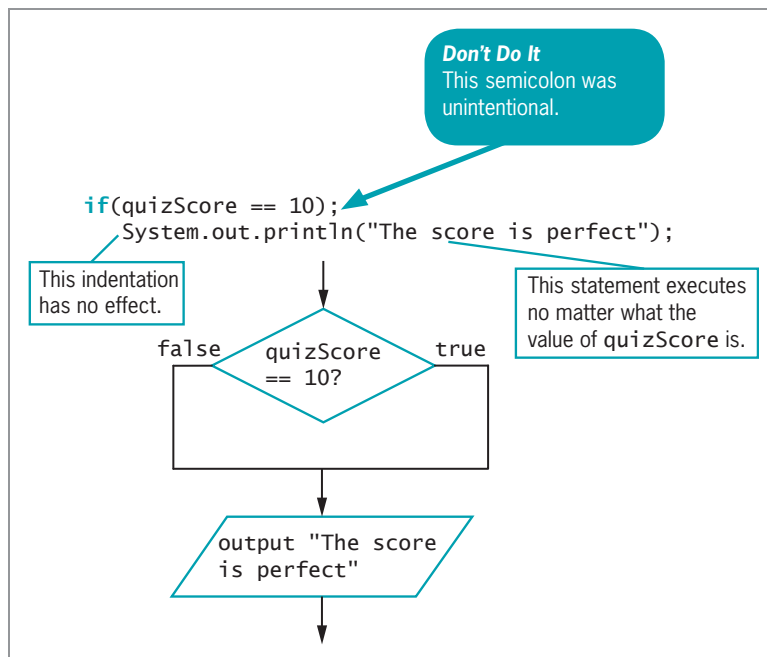 Don't Do It
This semicolon was
unintentional.
if(quizScore == 10);
System.out.println("The score is perfect");
This indentation
has no effect.
This statement executes
no matter what the
value of quizScore is.
false
quizScore
== 10?
true
output "The score
is perfect"